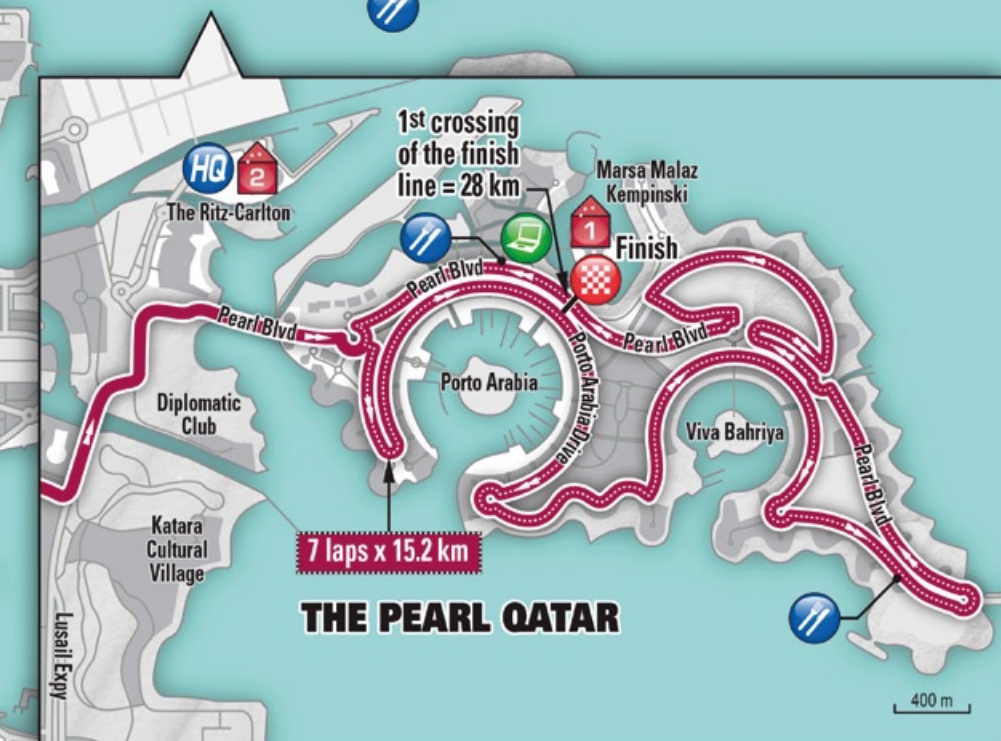 1st crossing
of the finish
line = 28 km
HQ
2
The Ritz-Carlton
Marsa Malaz
Kempinski
1
Finish
Pearl Blvd
Pearl Blvd
Pearl Blvd
Porto Arabia
Porto Arabia Drive
Viva Bahriya
Pearl Blvd
Diplomatic
Club
Katara
Cultural
Village
7 laps x 15.2 km
THE PEARL QATAR
Lusail Expy
400 m